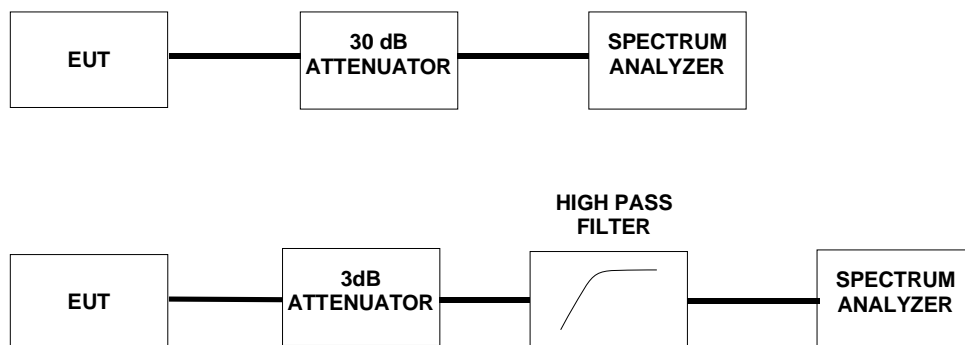 EUT
30 dB
ATTENUATOR
SPECTRUM
ANALYZER
HIGH PASS
FILTER
EUT
3dB
ATTENUATOR
SPECTRUM
ANALYZER